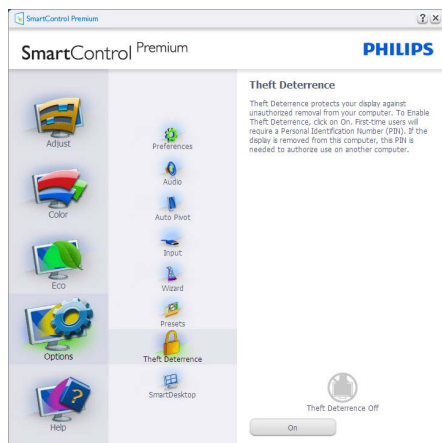 SmartControl Premium
SmartControl Premium
PHILIPS
Adjust
Color
Eco
Options
Help
Preferences
Audio
Auto Pivot
Input
Wizard
Presets
Theft Deterrence
SmartDesktop
Theft Deterrence
Theft Deterrence protects your display against
unauthorized removal from your computer. To Enable
Theft Deterrence, click on On. First-time users will
require a Personal Identification Number (PIN). If the
display is removed from this computer, this PIN is
needed to authorize use on another computer.
Theft Deterrence Off
On